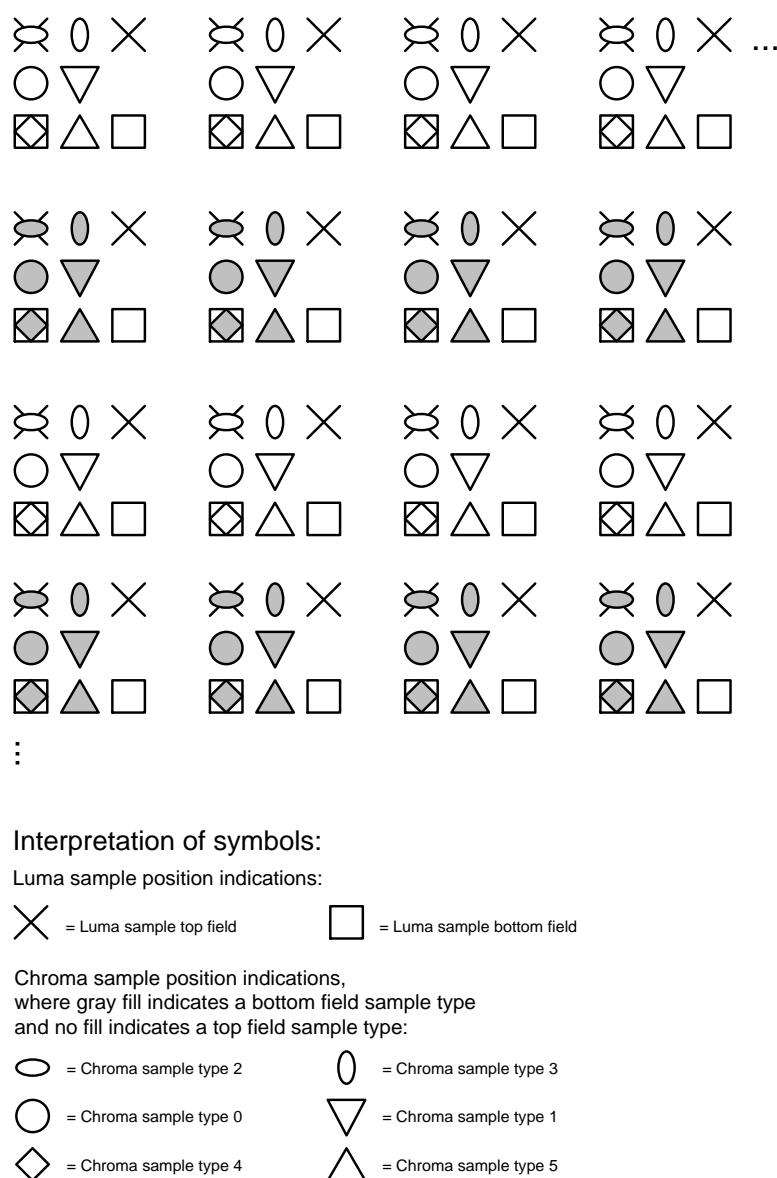 ...
Interpretation of symbols:
Luma sample position indications:
= Luma sample top field = Luma sample bottom field
Chroma sample position indications,
where gray fill indicates a bottom field sample type
and no fill indicates a top field sample type:
= Chroma sample type 2 = Chroma sample type 3
= Chroma sample type 0 = Chroma sample type 1
= Chroma sample type 4 = Chroma sample type 5